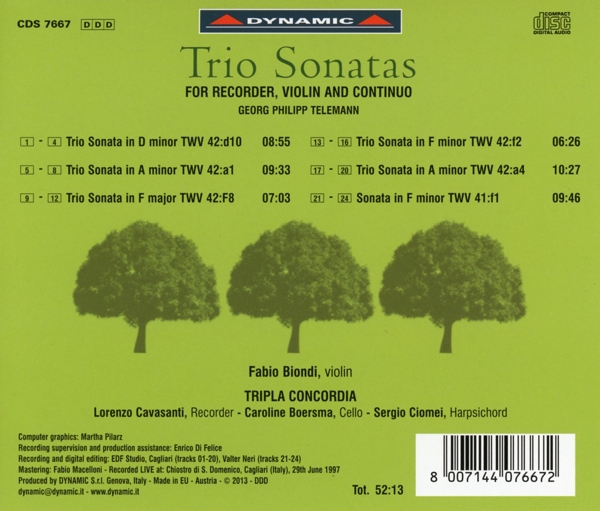 CDS 7667 DDD
DYNAMIC
COMPACT
disc
DIGITAL AUDIO
Trio Sonatas
FOR RECORDER, VIOLIN AND CONTINUO
GEORG PHILIPP TELEMANN
1 - 4 Trio Sonata in D minor TWV 42:d10 08:55
5 - 8 Trio Sonata in A minor TWV 42:a1 09:33
9 - 12 Trio Sonata in F major TWV 42:F8 07:03
13 - 16 Trio Sonata in F minor TWV 42:f2 06:26
17 - 20 Trio Sonata in A minor TWV 42:a4 10:27
21 - 24 Sonata in F minor TWV 41:f1 09:46
Fabio Biondi, violin
TRIPLA CONCORDIA
Lorenzo Cavasanti, Recorder - Caroline Boersma, Cello - Sergio Ciomei, Harpsichord
Computer graphics: Martha Pilarz
Recording supervision and production assistance: Enrico Di Felice
Recording and digital editing: EDF Studio, Cagliari (tracks 01-20), Valter Neri (tracks 21-24)
Mastering: Fabio Macelloni - Recorded LIVE at: Chiostro di S. Domenico, Cagliari (Italy), 29th June 1997
Produced by DYNAMIC S.r.l. Genova, Italy - Made in EU - Austria - © 2013 - DDD
dynamic@dynamic.it - www.dynamic.it
Tot. 52:13
8 007144 076672